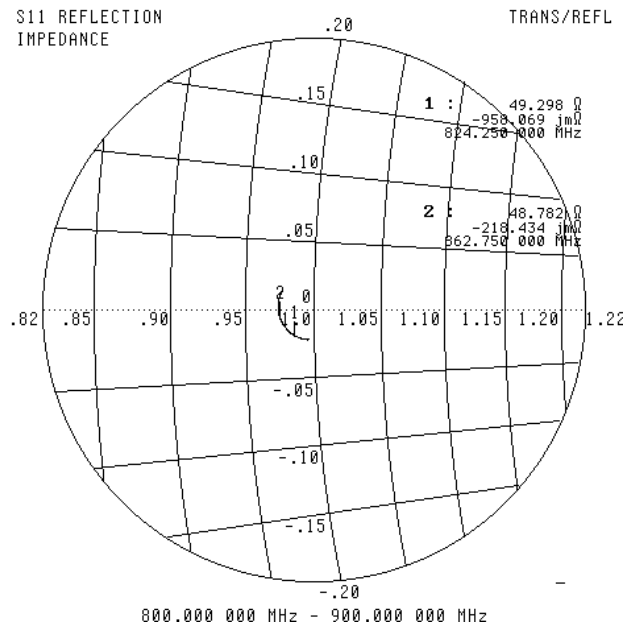 S11 REFLECTION
IMPEDANCE
TRANS/REFL
.20
.15
1 :
49.298 Ω
-958.069 jmΩ
824.250 000 MHz
.10
2 :
48.782 Ω
-218.434 jmΩ
862.750 000 MHz
.05
2
0
.82 .85 .90 .95 1.0 1.05 1.10 1.15 1.20 1.22
1
-.05
-.10
-.15
-.20
800.000 000 MHz - 900.000 000 MHz